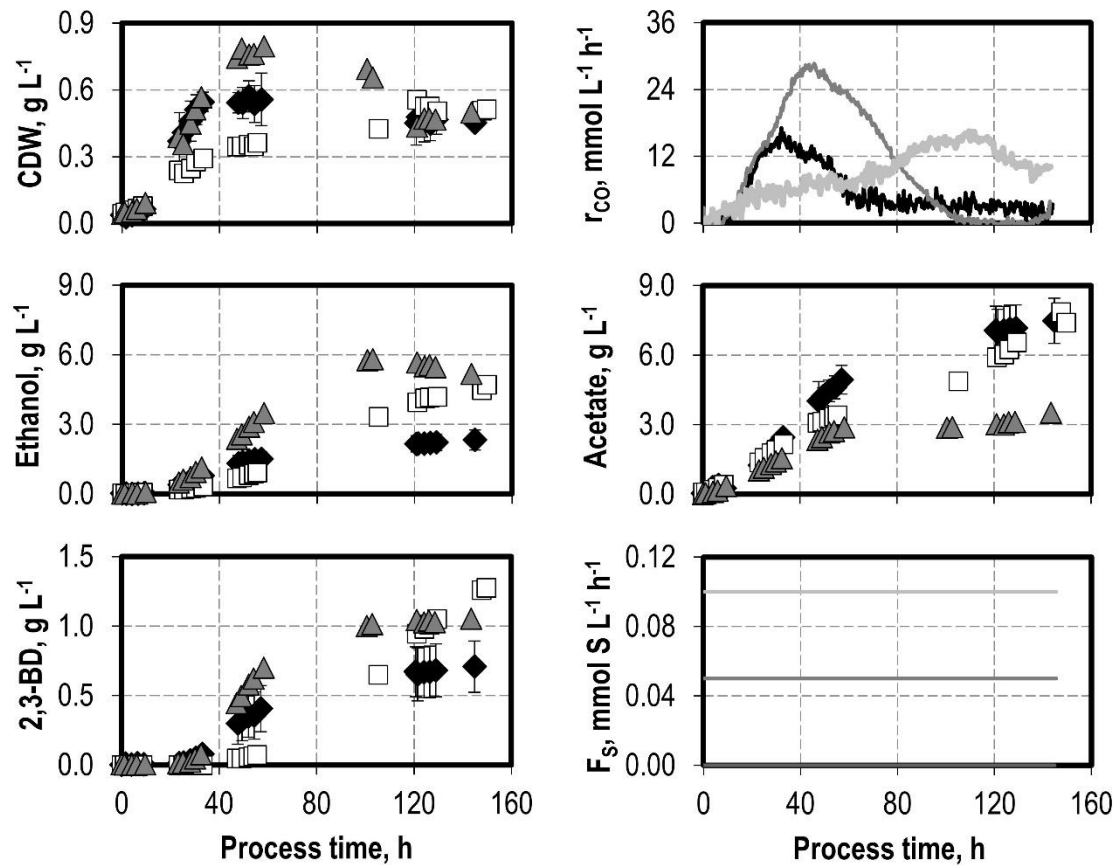 CDW, g L⁻¹
0.9
0.6
0.3
0.0
r_CO, mmol L⁻¹ h⁻¹
36
24
12
0
Ethanol, g L⁻¹
9.0
6.0
3.0
0.0
Acetate, g L⁻¹
9.0
6.0
3.0
0.0
2,3-BD, g L⁻¹
1.5
1.0
0.5
0.0
0 40 80 120 160
Process time, h
F_S, mmol S L⁻¹ h⁻¹
0.12
0.08
0.04
0.00
0 40 80 120 160
Process time, h